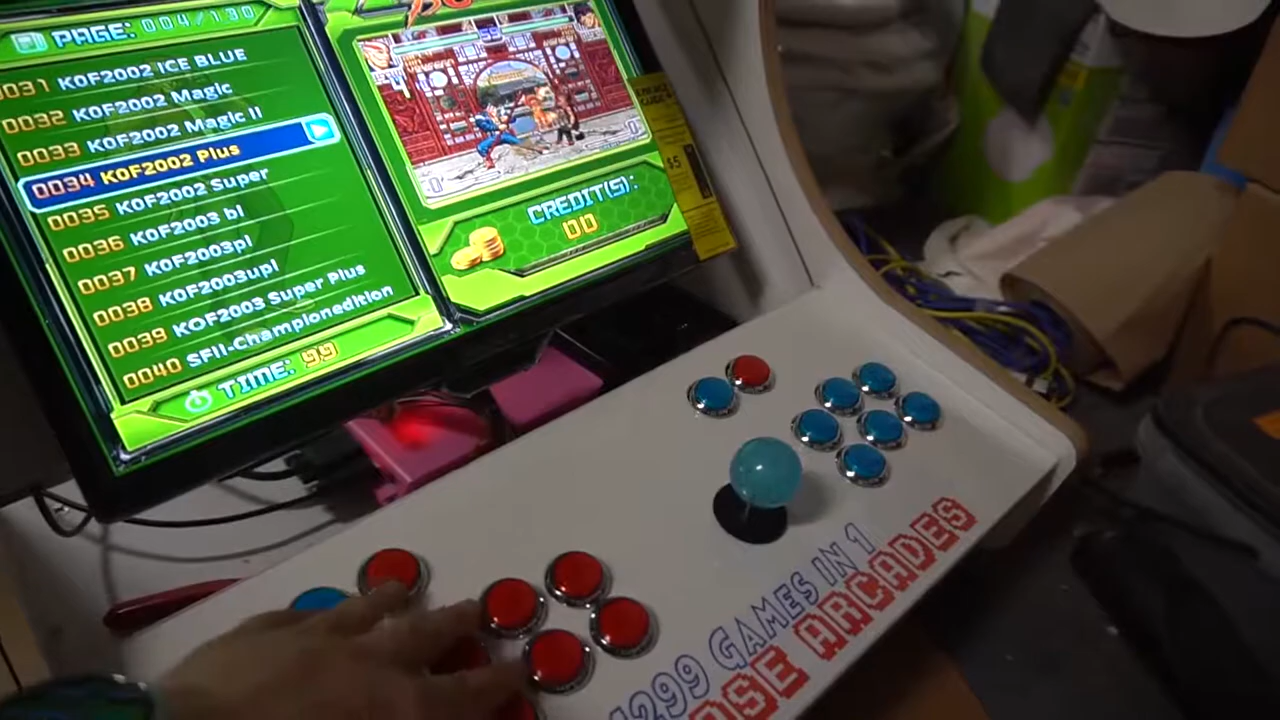 PAGE: 004/130
0031 KOF2002 ICE BLUE
0032 KOF2002 Magic
0033 KOF2002 Magic II
0034 KOF2002 Plus
0035 KOF2002 Super
0036 KOF2003 bl
0037 KOF2003pl
0038 KOF2003upl
0039 KOF2003 Super Plus
0040 SFII-Championedition
TIME: 99
59
CREDIT(S):
00
$5
1299 GAMES IN 1
ARCADES